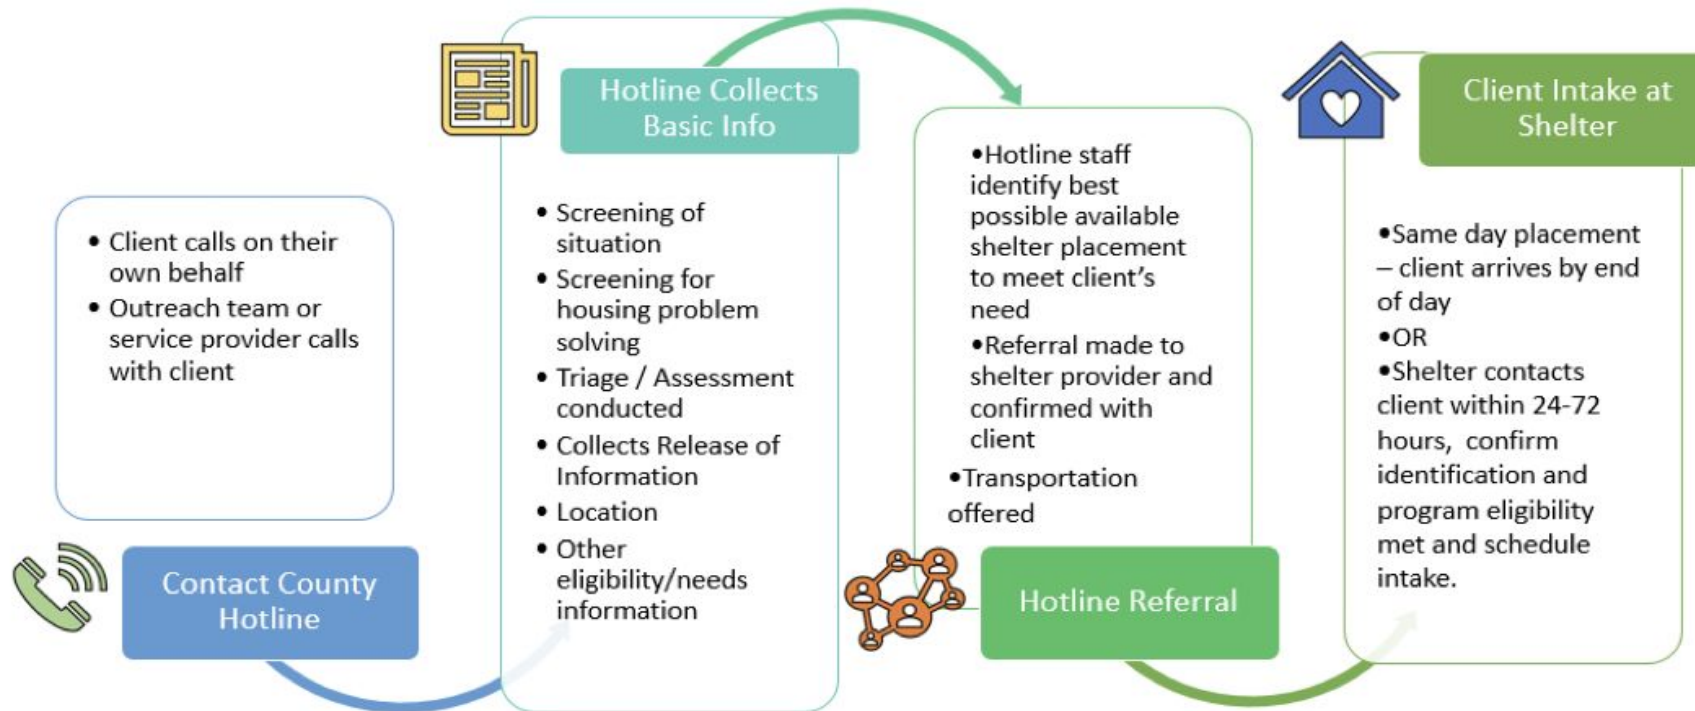 • Client calls on their
own behalf
• Outreach team or
service provider calls
with client
Contact County
Hotline
Hotline Collects
Basic Info
• Screening of
situation
• Screening for
housing problem
solving
• Triage / Assessment
conducted
• Collects Release of
Information
• Location
• Other
eligibility/needs
information
•Hotline staff
identify best
possible available
shelter placement
to meet client's
need
•Referral made to
shelter provider and
confirmed with
client
•Transportation
offered
Hotline Referral
Client Intake at
Shelter
•Same day placement
– client arrives by end
of day
•OR
•Shelter contacts
client within 24-72
hours,  confirm
identification and
program eligibility
met and schedule
intake.